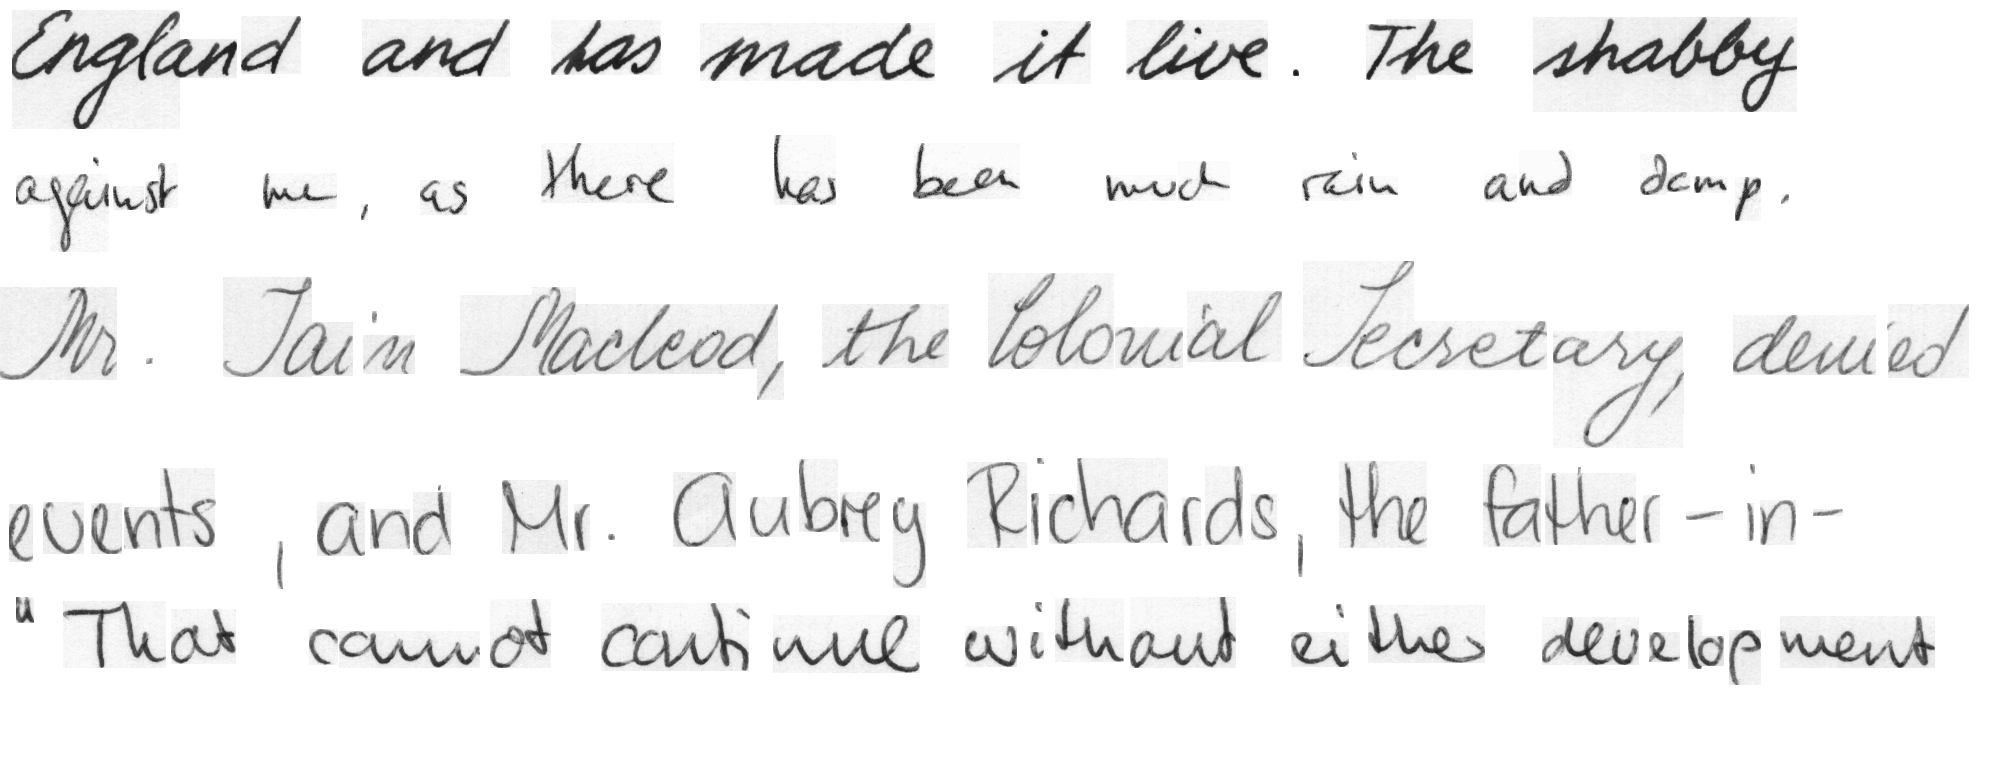 England and has made it live. The shabby
against me, as there has been much rain and damp.
Mr. Iain Macleod, the Colonial Secretary, denied
events, and Mr. Aubrey Richards, the father-in-
"That cannot continue without either development